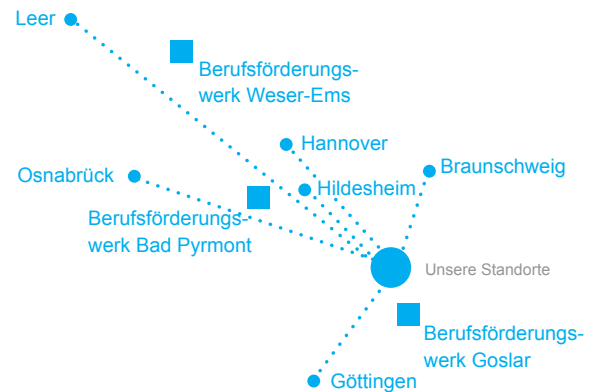 Leer
Berufsförderungs-
werk Weser-Ems
Hannover
Braunschweig
Osnabrück
Hildesheim
Berufsförderungs-
werk Bad Pyrmont
Unsere Standorte
Berufsförderungs-
werk Goslar
Göttingen